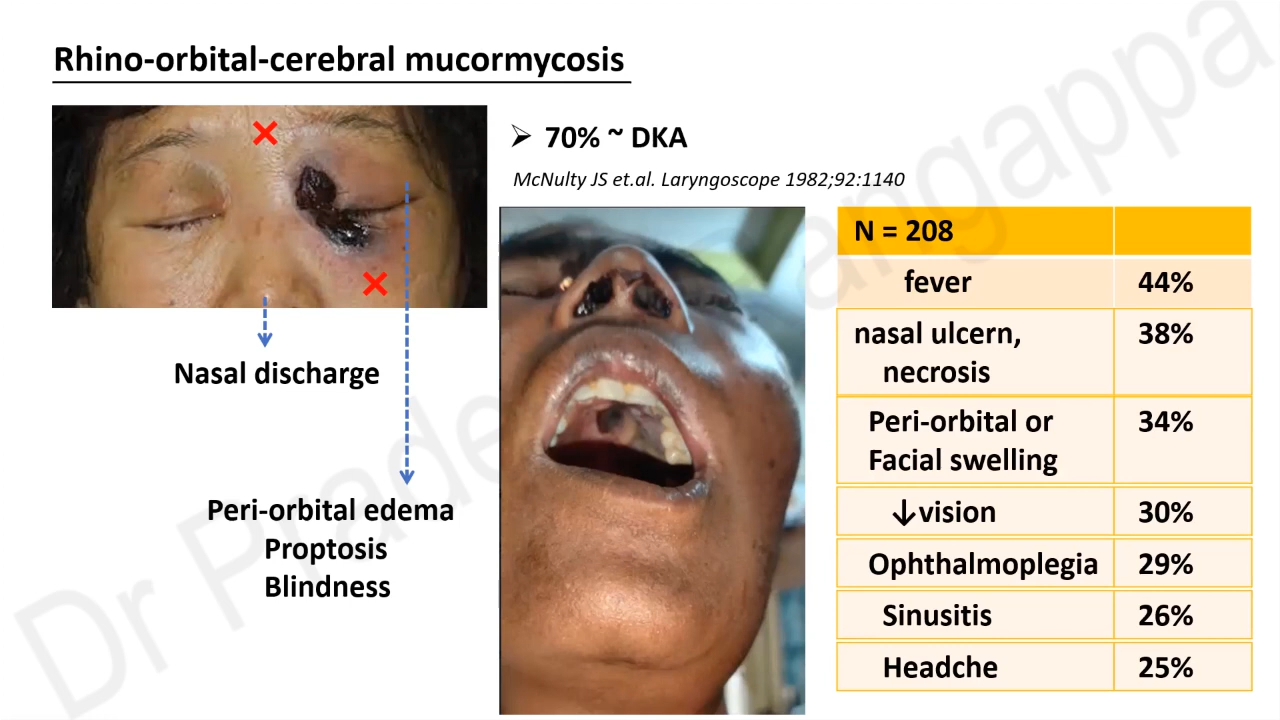 Rhino-orbital-cerebral mucormycosis
➢ 70% ~ DKA
McNulty JS et.al. Laryngoscope 1982;92:1140
Nasal discharge
Peri-orbital edema
Proptosis
Blindness
N = 208
fever 44%
nasal ulcern, 38%
necrosis
Peri-orbital or 34%
Facial swelling
↓vision 30%
Ophthalmoplegia 29%
Sinusitis 26%
Headche 25%